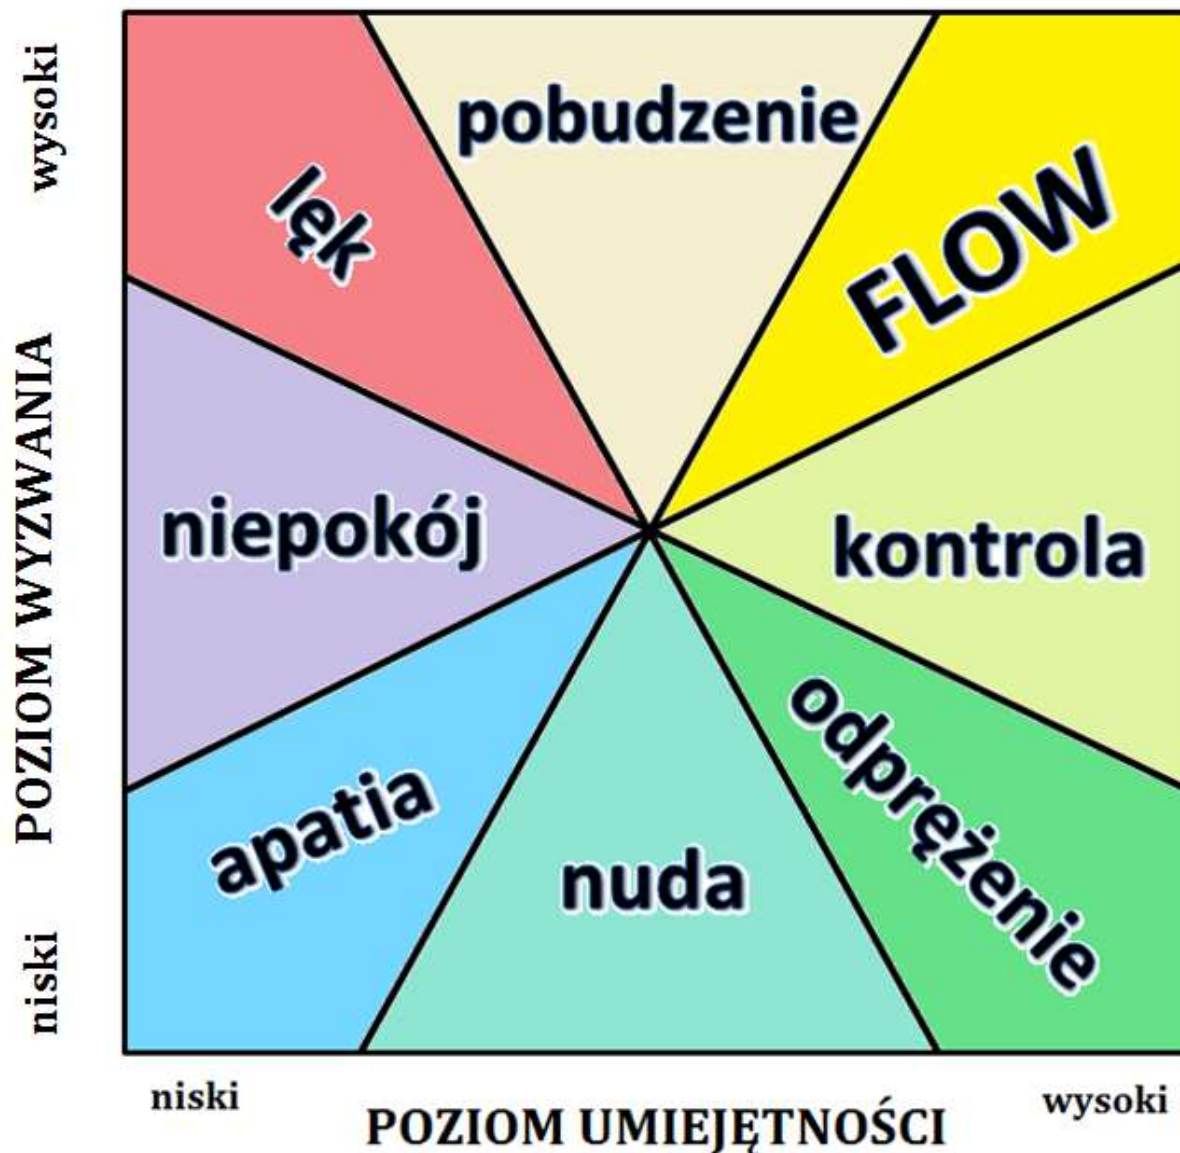 wysoki
pobudzenie
lęk
FLOW
POZIOM WYZWANIA
niepokój
kontrola
apatia
nuda
odprężenie
niski
niski
wysoki
POZIOM UMIEJĘTNOŚCI